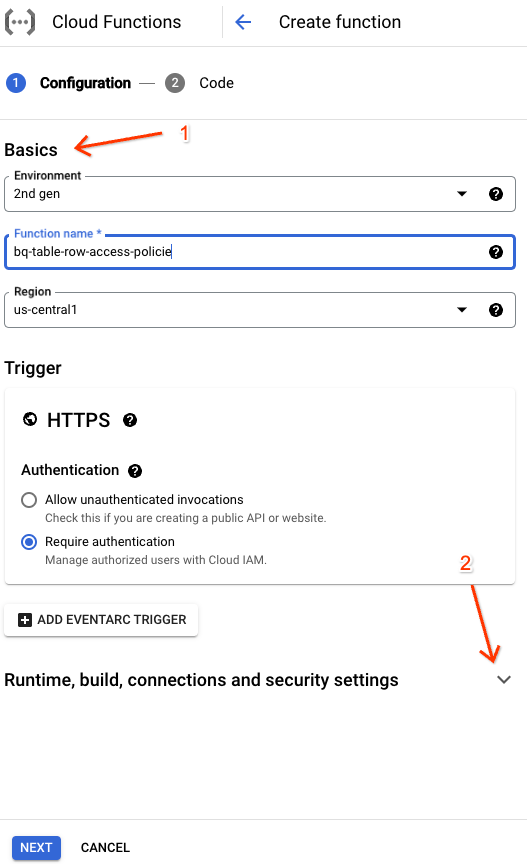 Cloud Functions
Create function
1 Configuration — 2 Code
1
Basics
Environment
2nd gen
Function name *
bq-table-row-access-policie
Region
us-central1
Trigger
HTTPS
Authentication
Allow unauthenticated invocations
Check this if you are creating a public API or website.
Require authentication
Manage authorized users with Cloud IAM.
2
ADD EVENTARC TRIGGER
Runtime, build, connections and security settings
NEXT CANCEL